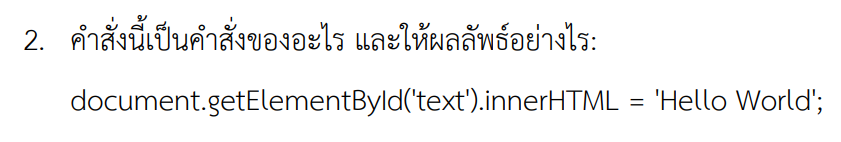 2. คำสั่งนี้เป็นคำสั่งของอะไร และให้ผลลัพธ์อย่างไร:
document.getElementById('text').innerHTML = 'Hello World';